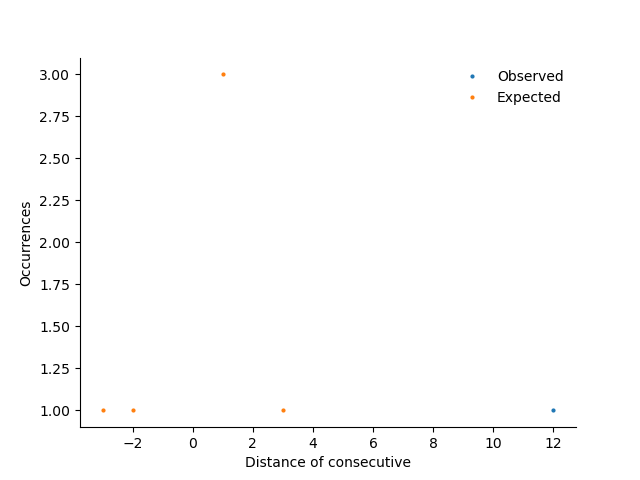 3.00
2.75
2.50
2.25
2.00
1.75
1.50
1.25
1.00
Occurrences
Observed
Expected
−2 0 2 4 6 8 10 12
Distance of consecutive